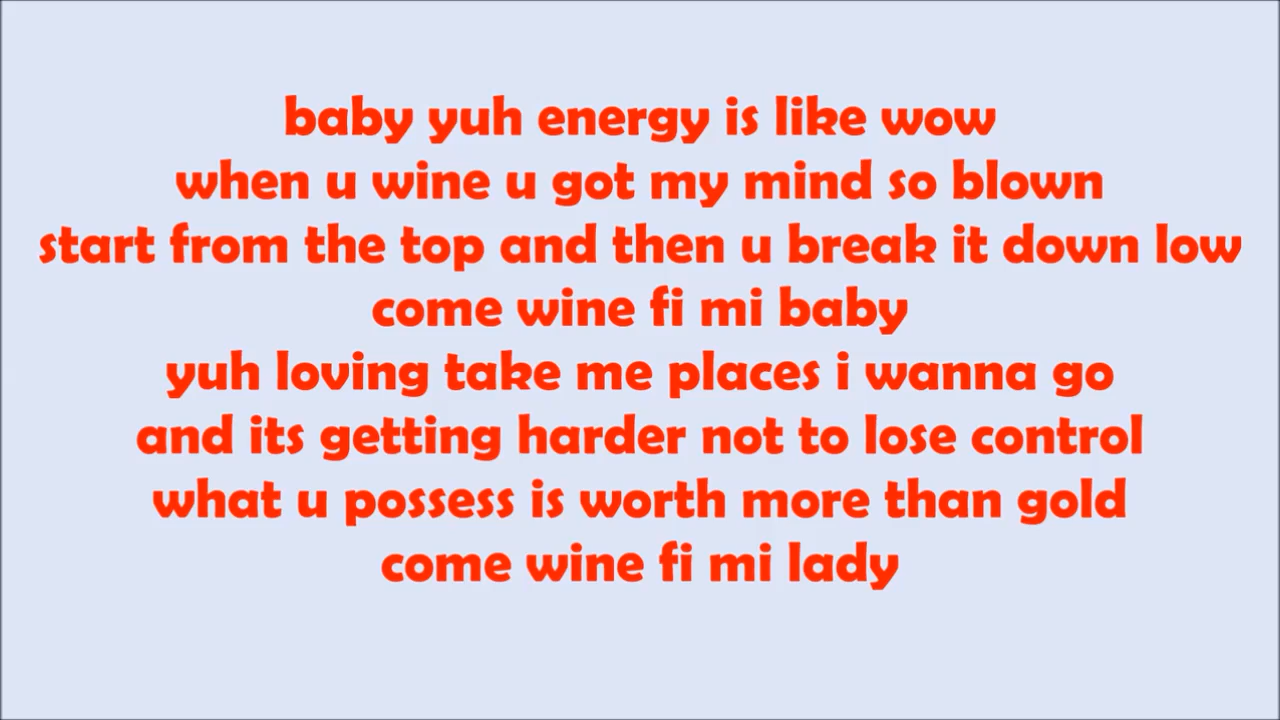 baby yuh energy is like wow
when u wine u got my mind so blown
start from the top and then u break it down low
come wine fi mi baby
yuh loving take me places i wanna go
and its getting harder not to lose control
what u possess is worth more than gold
come wine fi mi lady